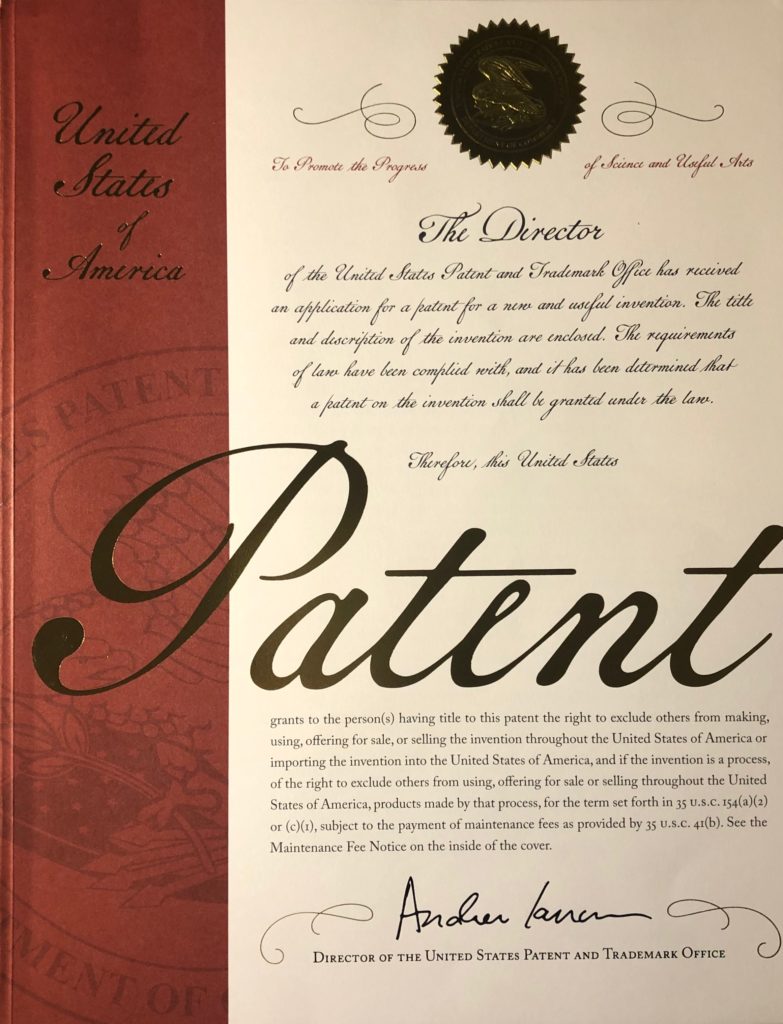 United
States
of
America
To Promote the Progress
of Science and Useful Arts
The Director
of the United States Patent and Trademark Office has received
an application for a patent for a new and useful invention. The title
and description of the invention are enclosed. The requirements
of law have been complied with, and it has been determined that
a patent on the invention shall be granted under the law.
Therefore, this United States
Patent
grants to the person(s) having title to this patent the right to exclude others from making,
using, offering for sale, or selling the invention throughout the United States of America or
importing the invention into the United States of America, and if the invention is a process,
of the right to exclude others from using, offering for sale or selling throughout the United
States of America, products made by that process, for the term set forth in 35 U.S.C. 154(a)(2)
or (c)(1), subject to the payment of maintenance fees as provided by 35 U.S.C. 41(b). See the
Maintenance Fee Notice on the inside of the cover.
DIRECTOR OF THE UNITED STATES PATENT AND TRADEMARK OFFICE